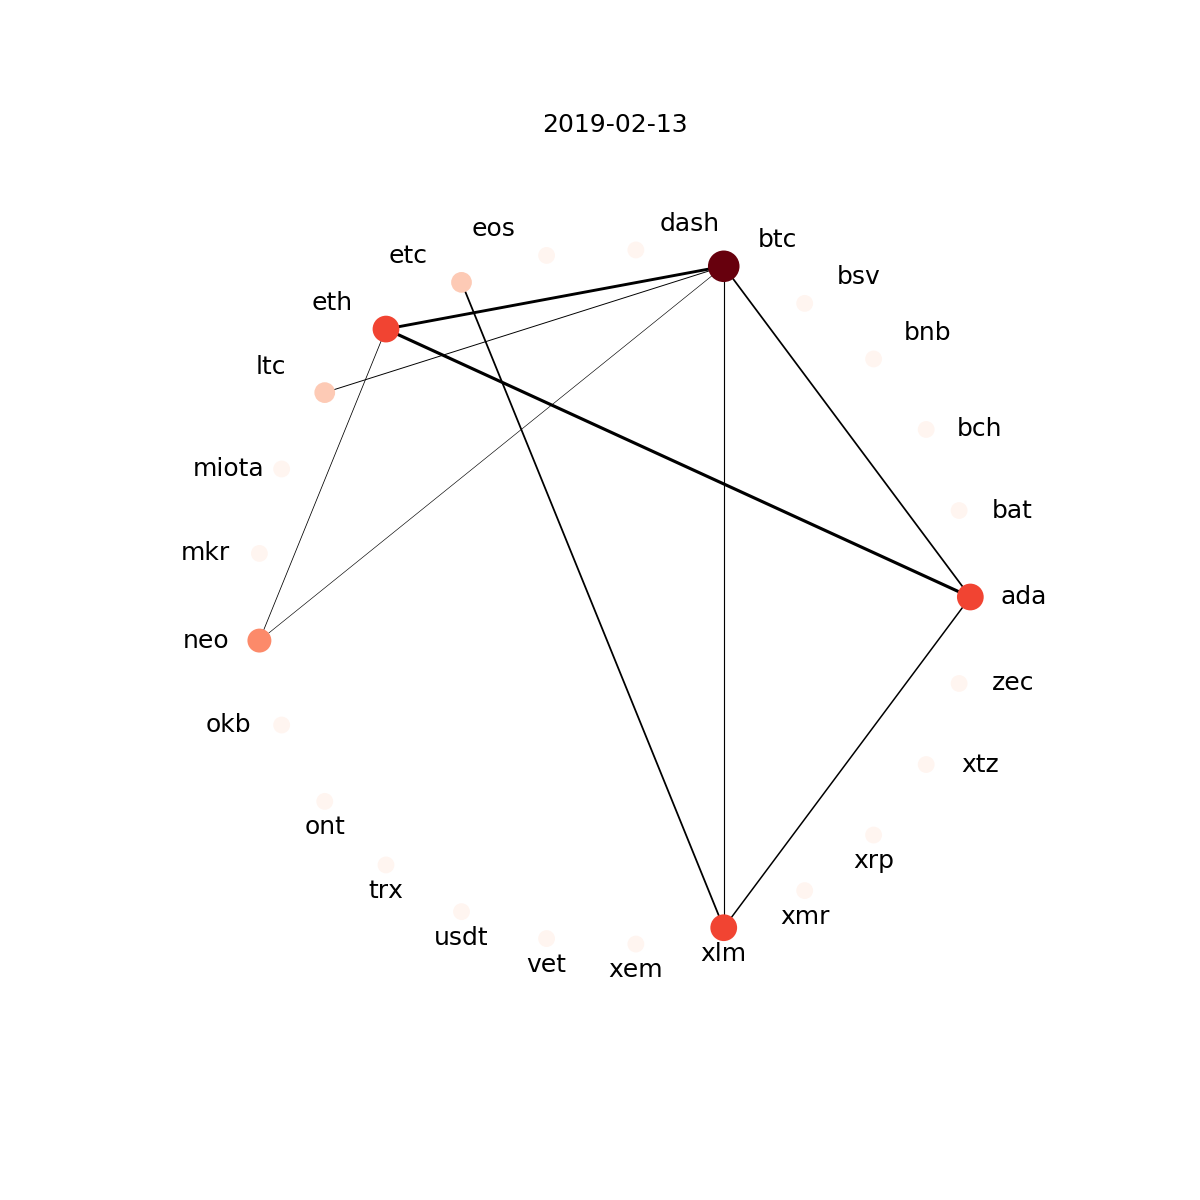 2019-02-13
dash
eos
btc
etc
bsv
eth
bnb
ltc
bch
miota
bat
mkr
ada
neo
zec
okb
xtz
ont
xrp
trx
xmr
usdt
xlm
vet
xem